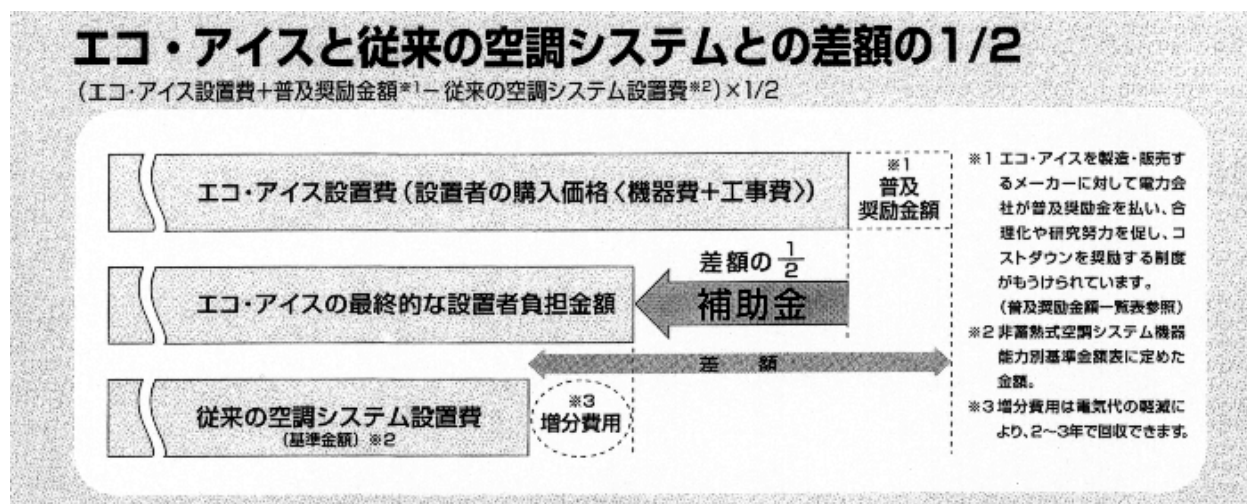 エコ・アイスと従来の空調システムとの差額の1/2
(エコ・アイス設置費+普及奨励金額※1−従来の空調システム設置費※2)×1/2
エコ・アイス設置費(設置者の購入価格〈機器費+工事費〉)
※1
普及
奨励金額
差額の1/2
補助金
エコ・アイスの最終的な設置者負担金額
差 額
従来の空調システム設置費
(基準金額)※2
※3
増分費用
※1 エコ・アイスを製造・販売す
るメーカーに対して電力会
社が普及奨励金を払い、合
理化や研究努力を促し、コ
ストダウンを奨励する制度
がもうけられています。
(普及奨励金額一覧表参照)
※2 非蓄熱式空調システム機器
能力別基準金額表に定めた
金額。
※3 増分費用は電気代の軽減に
より、2〜3年で回収できます。